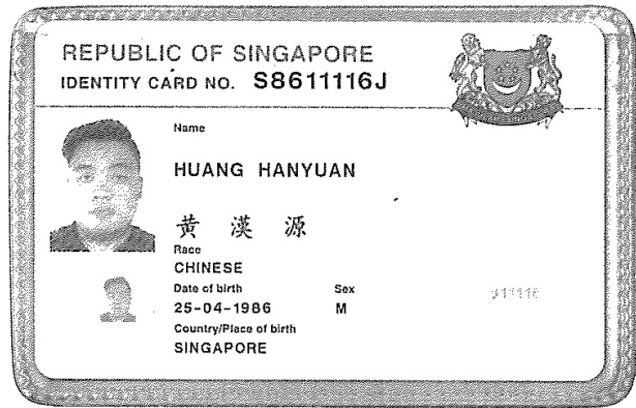 REPUBLIC OF SINGAPORE
IDENTITY CARD NO. S8611116J
Name
HUANG HANYUAN
黄 漢 源
Race
CHINESE
Date of birth Sex
25-04-1986 M
Country/Place of birth
SINGAPORE